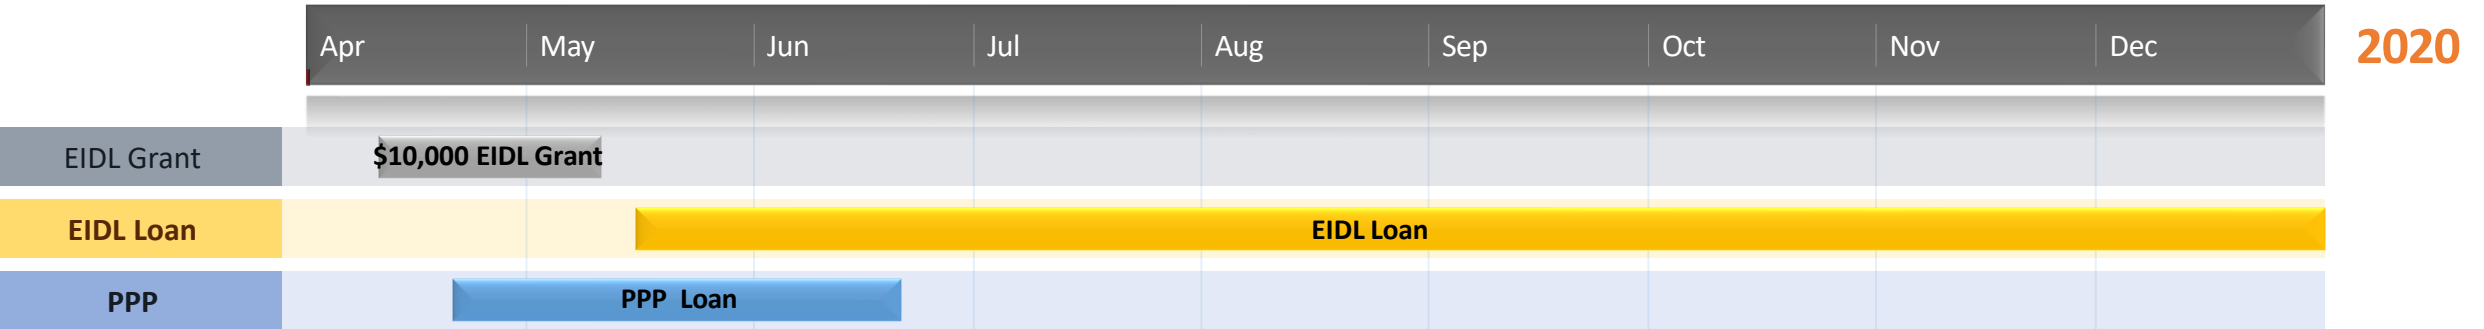 Apr May Jun Jul Aug Sep Oct Nov Dec 2020
EIDL Grant $10,000 EIDL Grant
EIDL Loan EIDL Loan
PPP PPP Loan